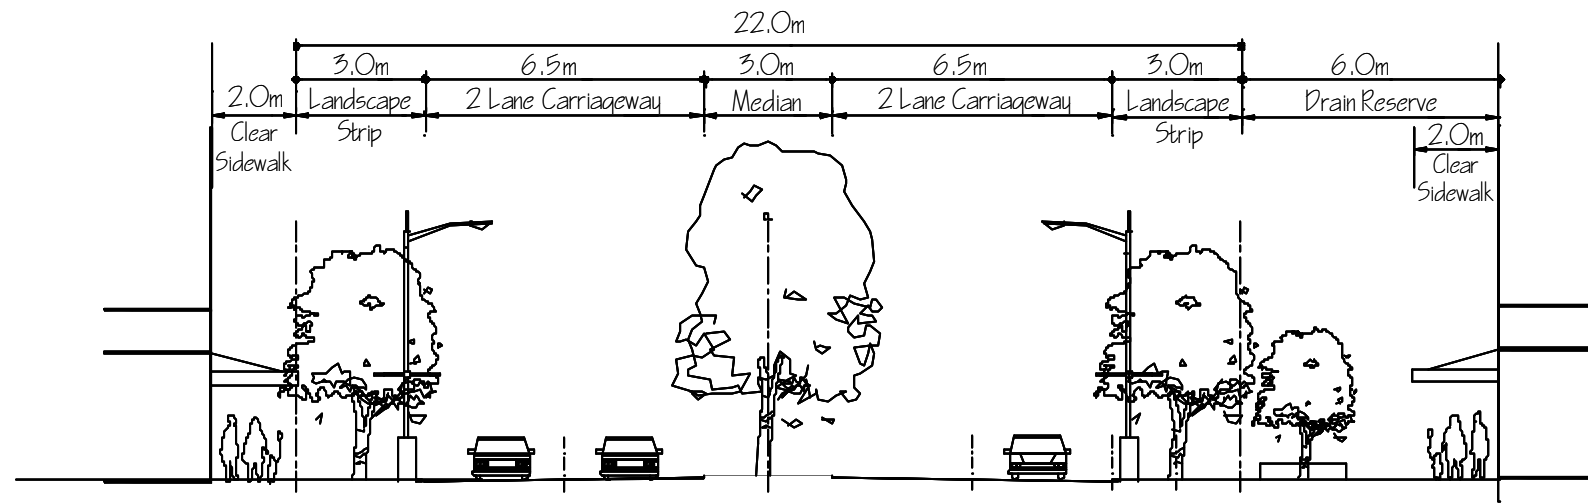 22.0m
3.0m 6.5m 3.0m 6.5m 3.0m 6.0m
2.0m Landscape 2 Lane Carriageway Median 2 Lane Carriageway Landscape Drain Reserve
Clear Strip Strip 2.0m
Sidewalk Clear
Sidewalk